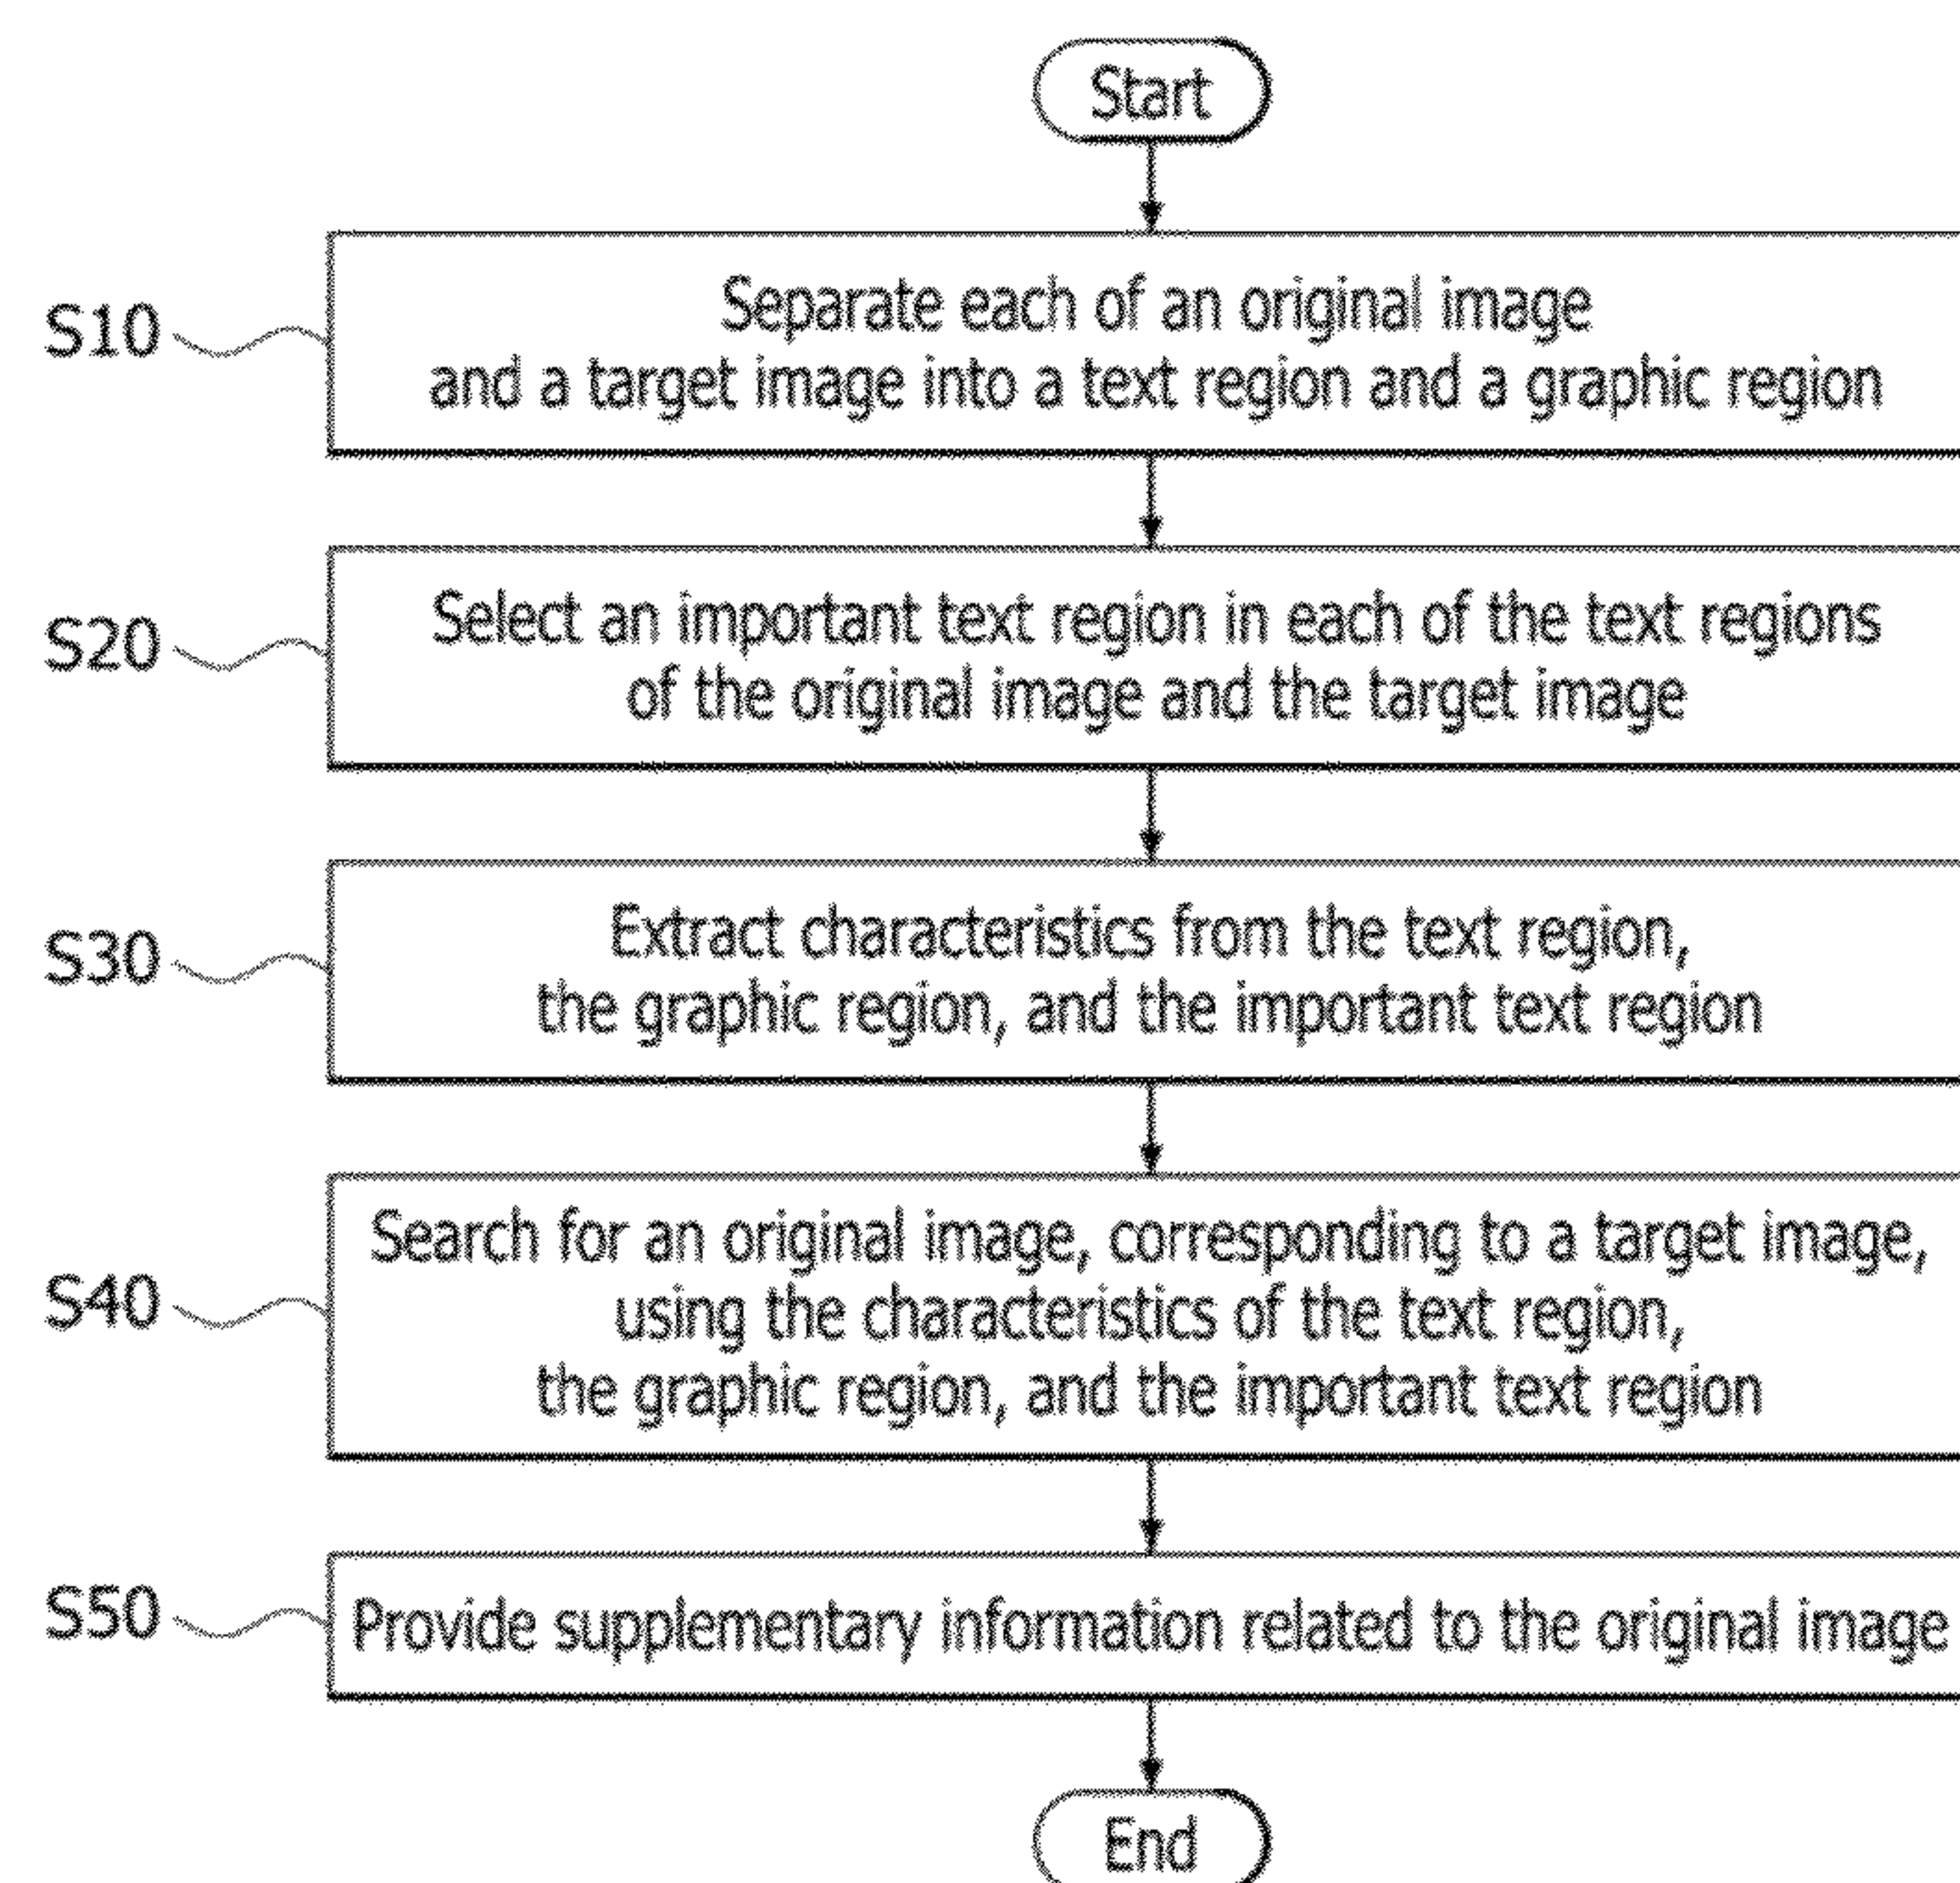 Start
S10
Separate each of an original image
and a target image into a text region and a graphic region
S20
Select an important text region in each of the text regions
of the original image and the target image
S30
Extract characteristics from the text region,
the graphic region, and the important text region
S40
Search for an original image, corresponding to a target image,
using the characteristics of the text region,
the graphic region, and the important text region
S50
Provide supplementary information related to the original image
End